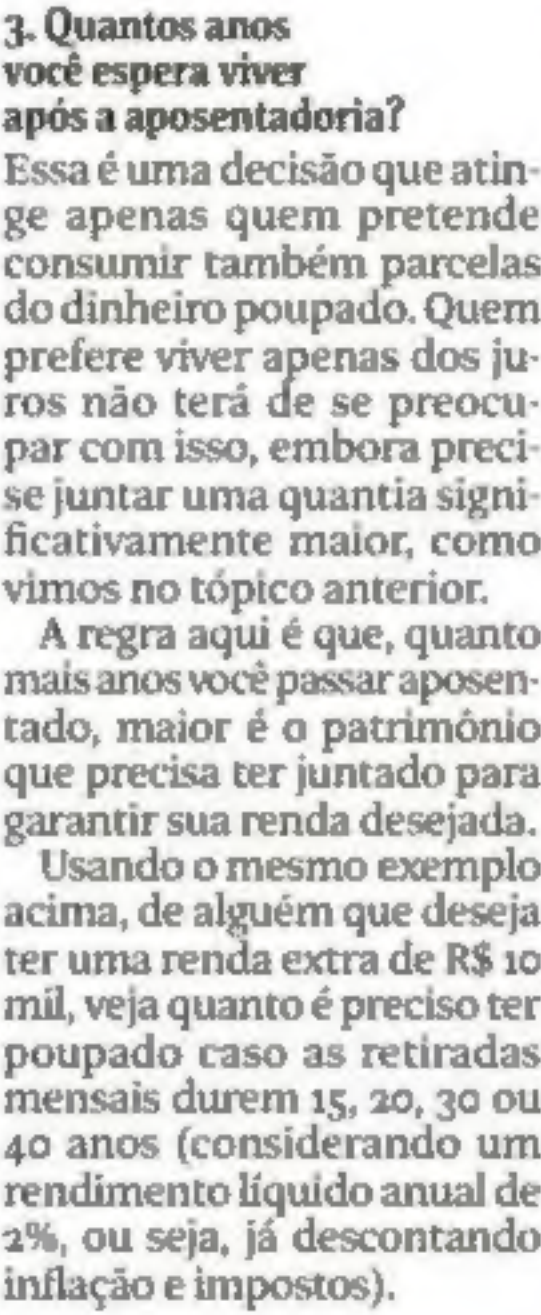 3. Quantos anos
você espera viver
após a aposentadoria?
Essa é uma decisão que atin-
ge apenas quem pretende
consumir também parcelas
do dinheiro poupado. Quem
prefere viver apenas dos ju-
ros não terá de se preocu-
par com isso, embora preci-
se juntar uma quantia signi-
ficativamente maior, como
vimos no tópico anterior.
A regra aqui é que, quanto
mais anos você passar aposen-
tado, maior é o patrimônio
que precisa ter juntado para
garantir sua renda desejada.
Usando o mesmo exemplo
acima, de alguém que deseja
ter uma renda extra de R$ 10
mil, veja quanto é preciso ter
poupado caso as retiradas
mensais durem 15, 20, 30 ou
40 anos (considerando um
rendimento líquido anual de
2%, ou seja, já descontando
inflação e impostos).